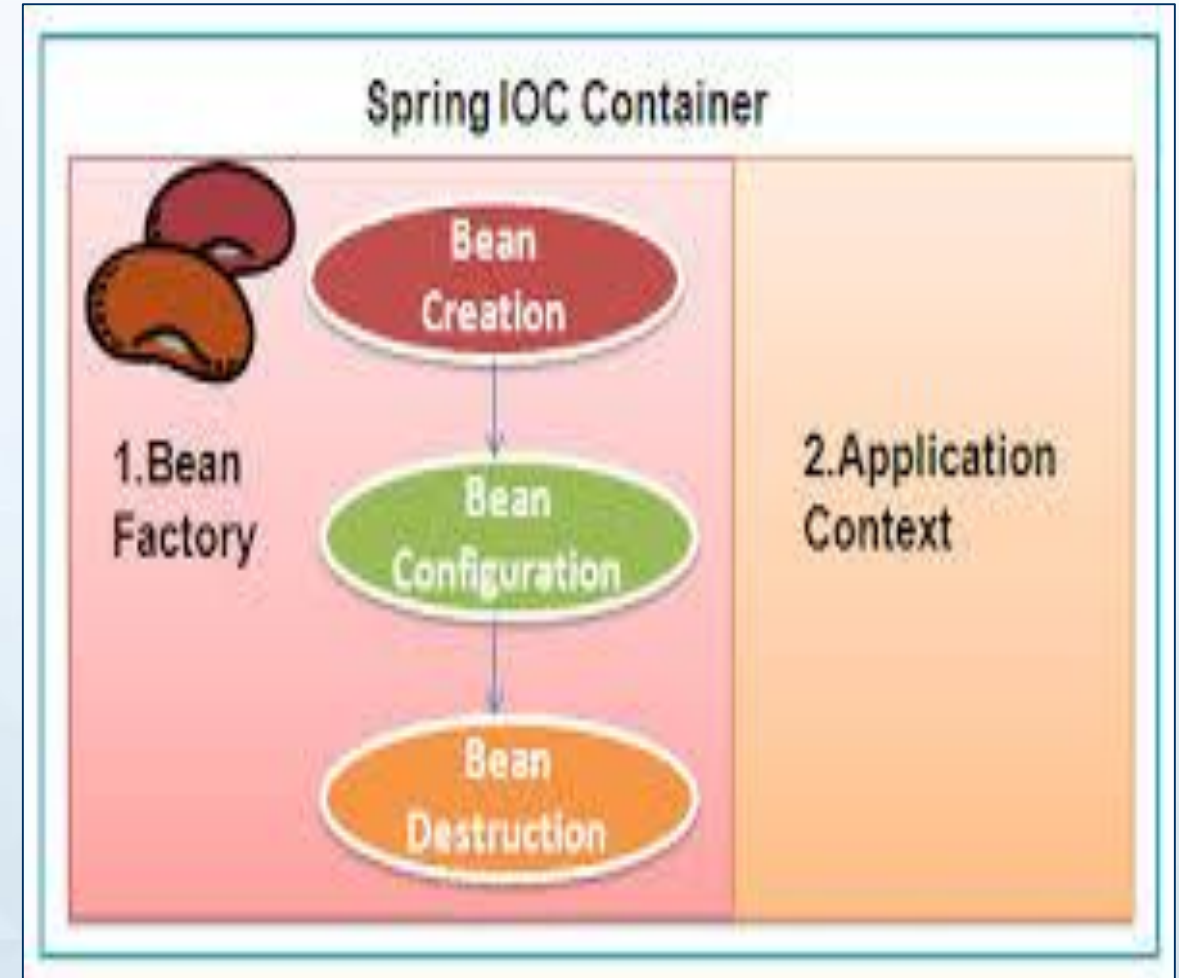 Spring IOC Container
Bean
Creation
1.Bean
Factory
Bean
Configuration
Bean
Destruction
2.Application
Context